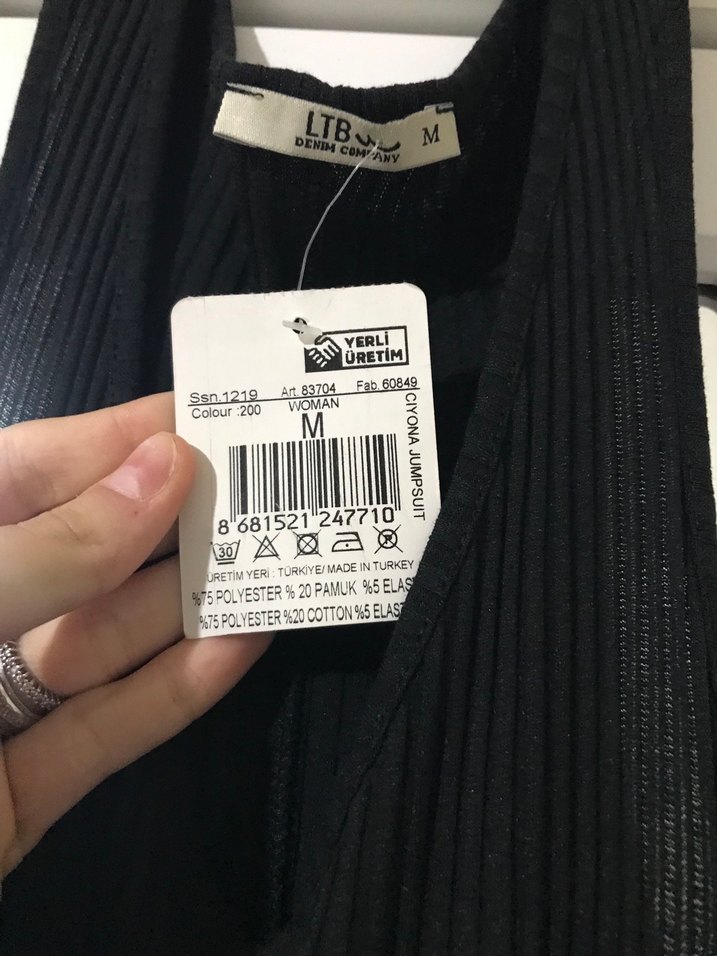 LTB
M
DENIM COMPANY
YERLİ
ÜRETİM
Ssn.1219 Art.83704 Fab.60849
Colour :200 WOMAN
M
CIYONA JUMPSUIT
8 681521 247710
30
ÜRETİM YERİ : TÜRKİYE/ MADE IN TURKEY
%75 POLYESTER % 20 PAMUK %5 ELAS
%75 POLYESTER %20 COTTON %5 ELAS